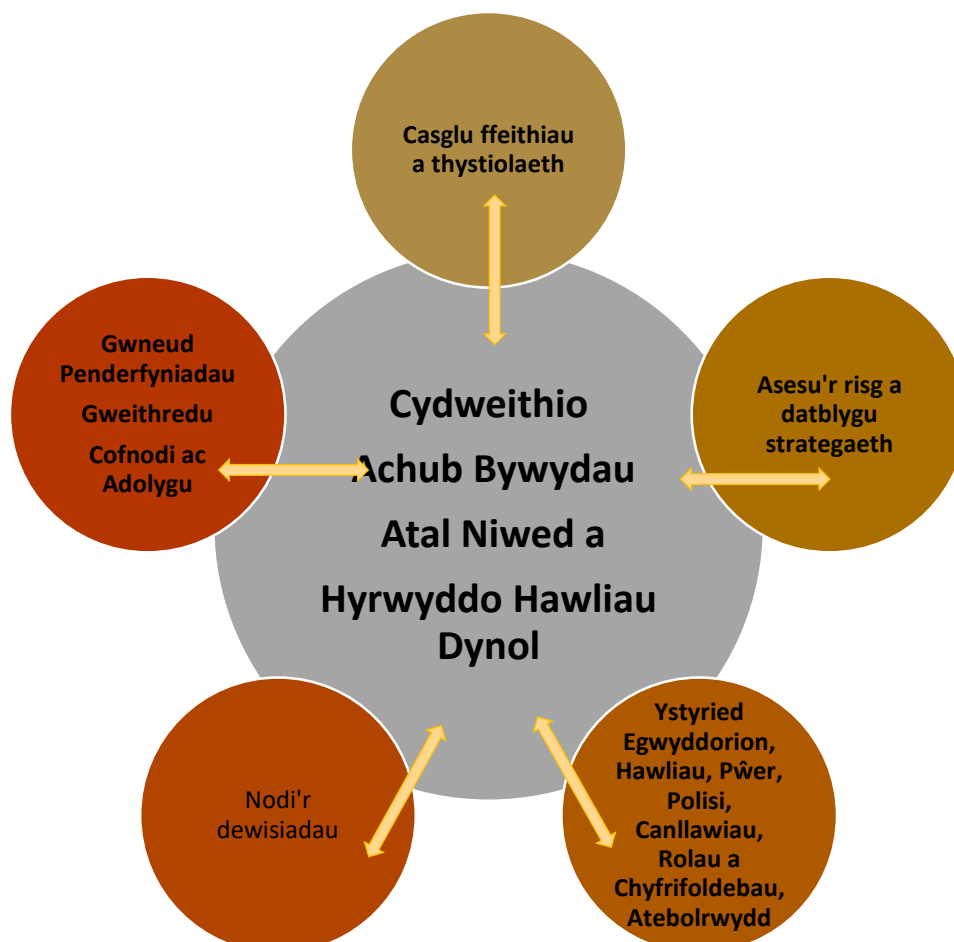 Casglu ffeithiau
a thystiolaeth
Asesu'r risg a
datblygu
strategaeth
Ystyried
Egwyddorion,
Hawliau, Pŵer,
Polisi,
Canllawiau,
Rolau a
Chyfrifoldebau,
Atebolrwydd
Nodi'r
dewisiadau
Gwneud
Penderfyniadau
Gweithredu
Cofnodi ac
Adolygu
Cydweithio
Achub Bywydau
Atal Niwed a
Hyrwyddo Hawliau
Dynol